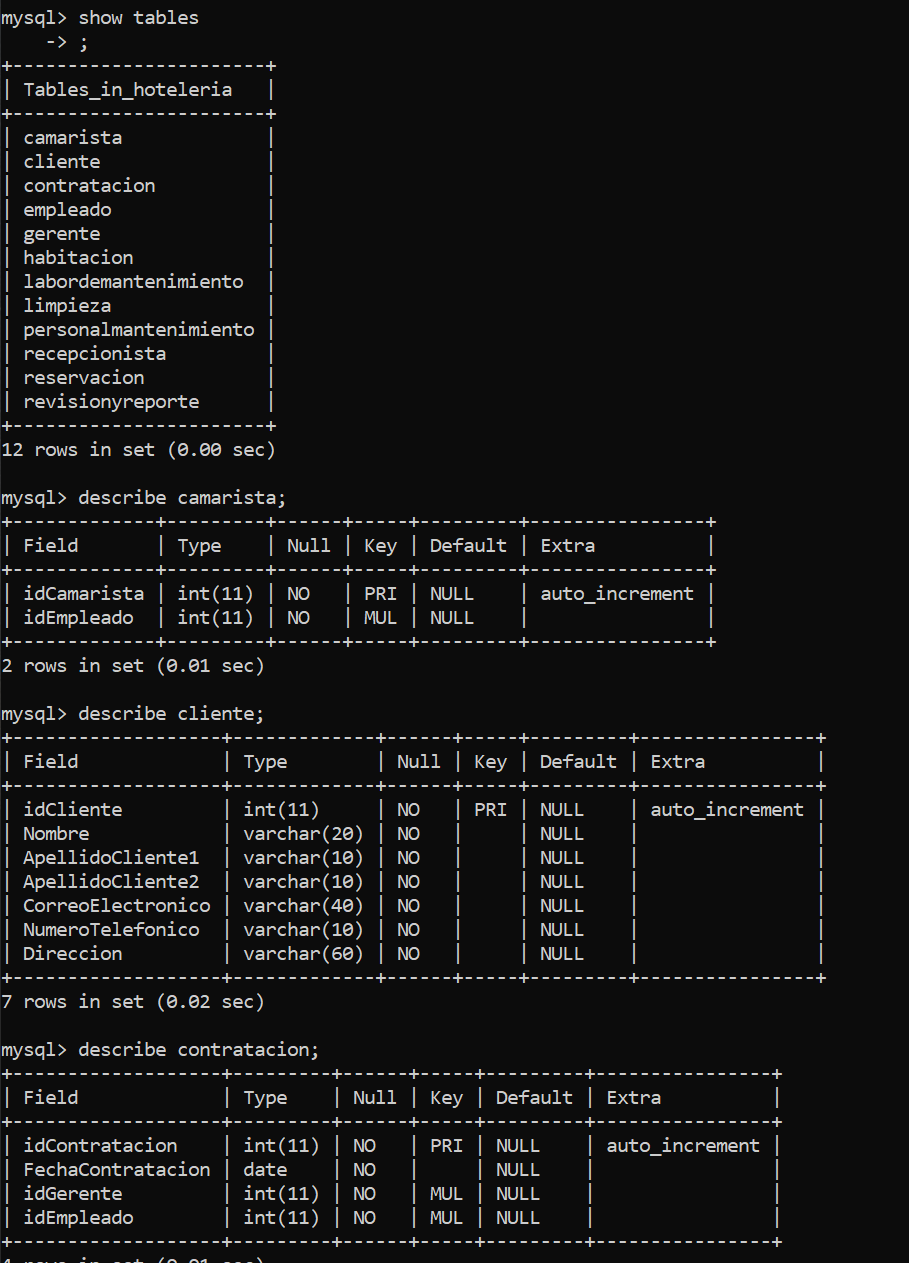 mysql> show tables
    -> ;
+-----------------------+
| Tables_in_hoteleria   |
+-----------------------+
| camarista             |
| cliente               |
| contratacion          |
| empleado              |
| gerente               |
| habitacion            |
| labordemantenimiento  |
| limpieza              |
| personalmantenimiento |
| recepcionista         |
| reservacion           |
| revisionyreporte      |
+-----------------------+
12 rows in set (0.00 sec)

mysql> describe camarista;
+-------------+---------+------+-----+---------+----------------+
| Field       | Type    | Null | Key | Default | Extra          |
+-------------+---------+------+-----+---------+----------------+
| idCamarista | int(11) | NO   | PRI | NULL    | auto_increment |
| idEmpleado  | int(11) | NO   | MUL | NULL    |                |
+-------------+---------+------+-----+---------+----------------+
2 rows in set (0.01 sec)

mysql> describe cliente;
+-------------------+-------------+------+-----+---------+----------------+
| Field             | Type        | Null | Key | Default | Extra          |
+-------------------+-------------+------+-----+---------+----------------+
| idCliente         | int(11)     | NO   | PRI | NULL    | auto_increment |
| Nombre            | varchar(20) | NO   |     | NULL    |                |
| ApellidoCliente1  | varchar(10) | NO   |     | NULL    |                |
| ApellidoCliente2  | varchar(10) | NO   |     | NULL    |                |
| CorreoElectronico | varchar(40) | NO   |     | NULL    |                |
| NumeroTelefonico  | varchar(10) | NO   |     | NULL    |                |
| Direccion         | varchar(60) | NO   |     | NULL    |                |
+-------------------+-------------+------+-----+---------+----------------+
7 rows in set (0.02 sec)

mysql> describe contratacion;
+-------------------+---------+------+-----+---------+----------------+
| Field             | Type    | Null | Key | Default | Extra          |
+-------------------+---------+------+-----+---------+----------------+
| idContratacion    | int(11) | NO   | PRI | NULL    | auto_increment |
| FechaContratacion | date    | NO   |     | NULL    |                |
| idGerente         | int(11) | NO   | MUL | NULL    |                |
| idEmpleado        | int(11) | NO   | MUL | NULL    |                |
+-------------------+---------+------+-----+---------+----------------+
4 rows in set (0.01 sec)